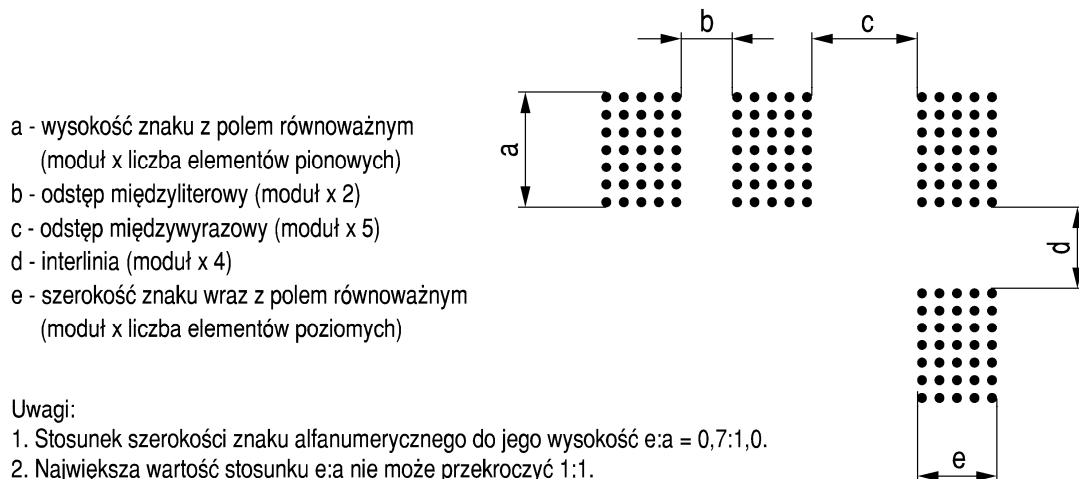 b
c
a - wysokość znaku z polem równoważnym
(moduł x liczba elementów pionowych)
b - odstęp międzyliterowy (moduł x 2)
c - odstęp międzywyrazowy (moduł x 5)
d - interlinia (moduł x 4)
e - szerokość znaku wraz z polem równoważnym
(moduł x liczba elementów poziomych)
a
d
Uwagi:
1. Stosunek szerokości znaku alfanumerycznego do jego wysokość e:a = 0,7:1,0.
2. Największa wartość stosunku e:a nie może przekroczyć 1:1.
e